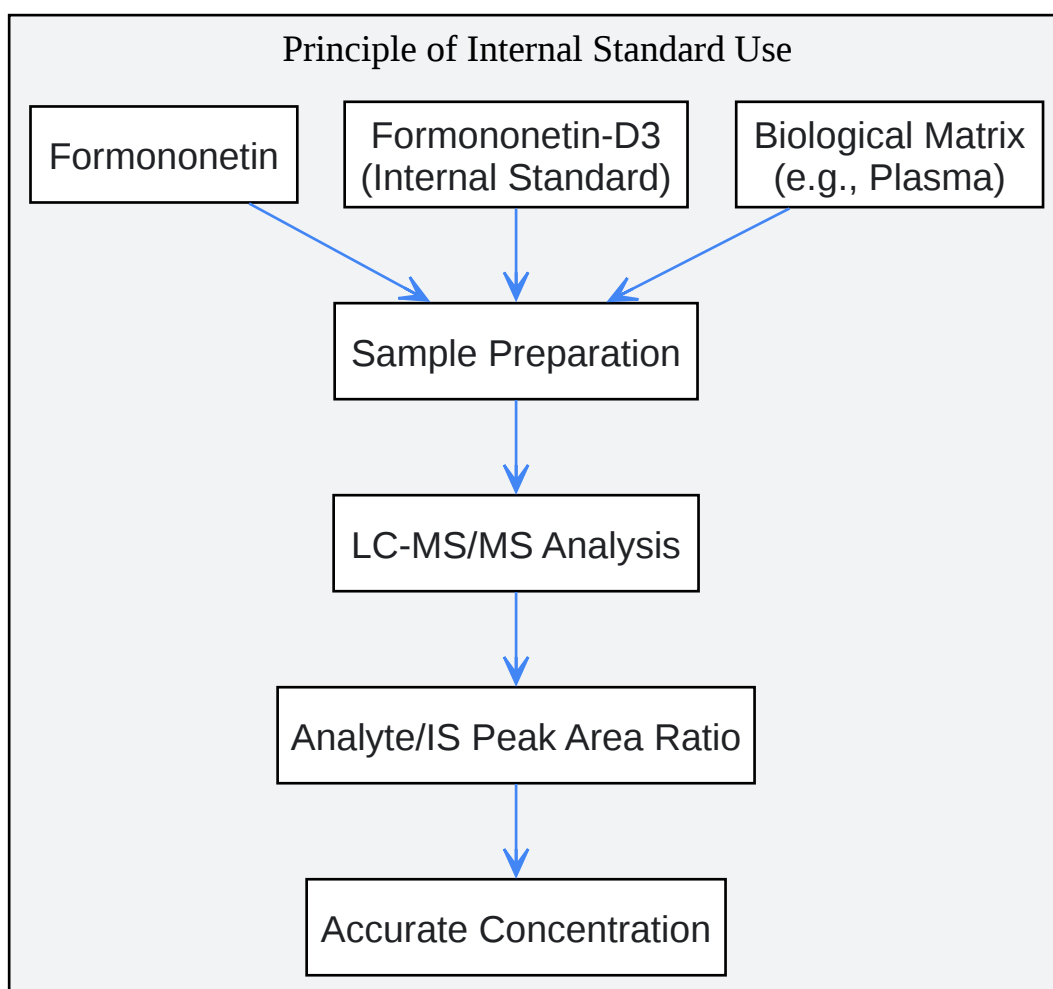 Principle of Internal Standard Use
Formononetin
Formononetin-D3
(Internal Standard)
Biological Matrix
(e.g., Plasma)
Sample Preparation
LC-MS/MS Analysis
Analyte/IS Peak Area Ratio
Accurate Concentration